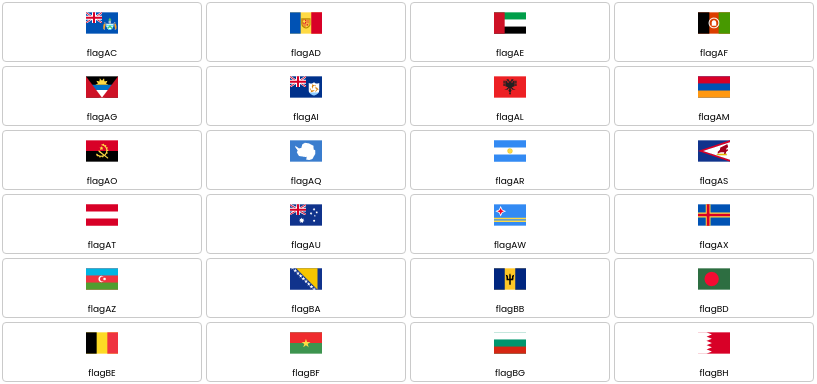 flagAC
flagAD
flagAE
flagAF
flagAG
flagAI
flagAL
flagAM
flagAO
flagAQ
flagAR
flagAS
flagAT
flagAU
flagAW
flagAX
flagAZ
flagBA
flagBB
flagBD
flagBE
flagBF
flagBG
flagBH